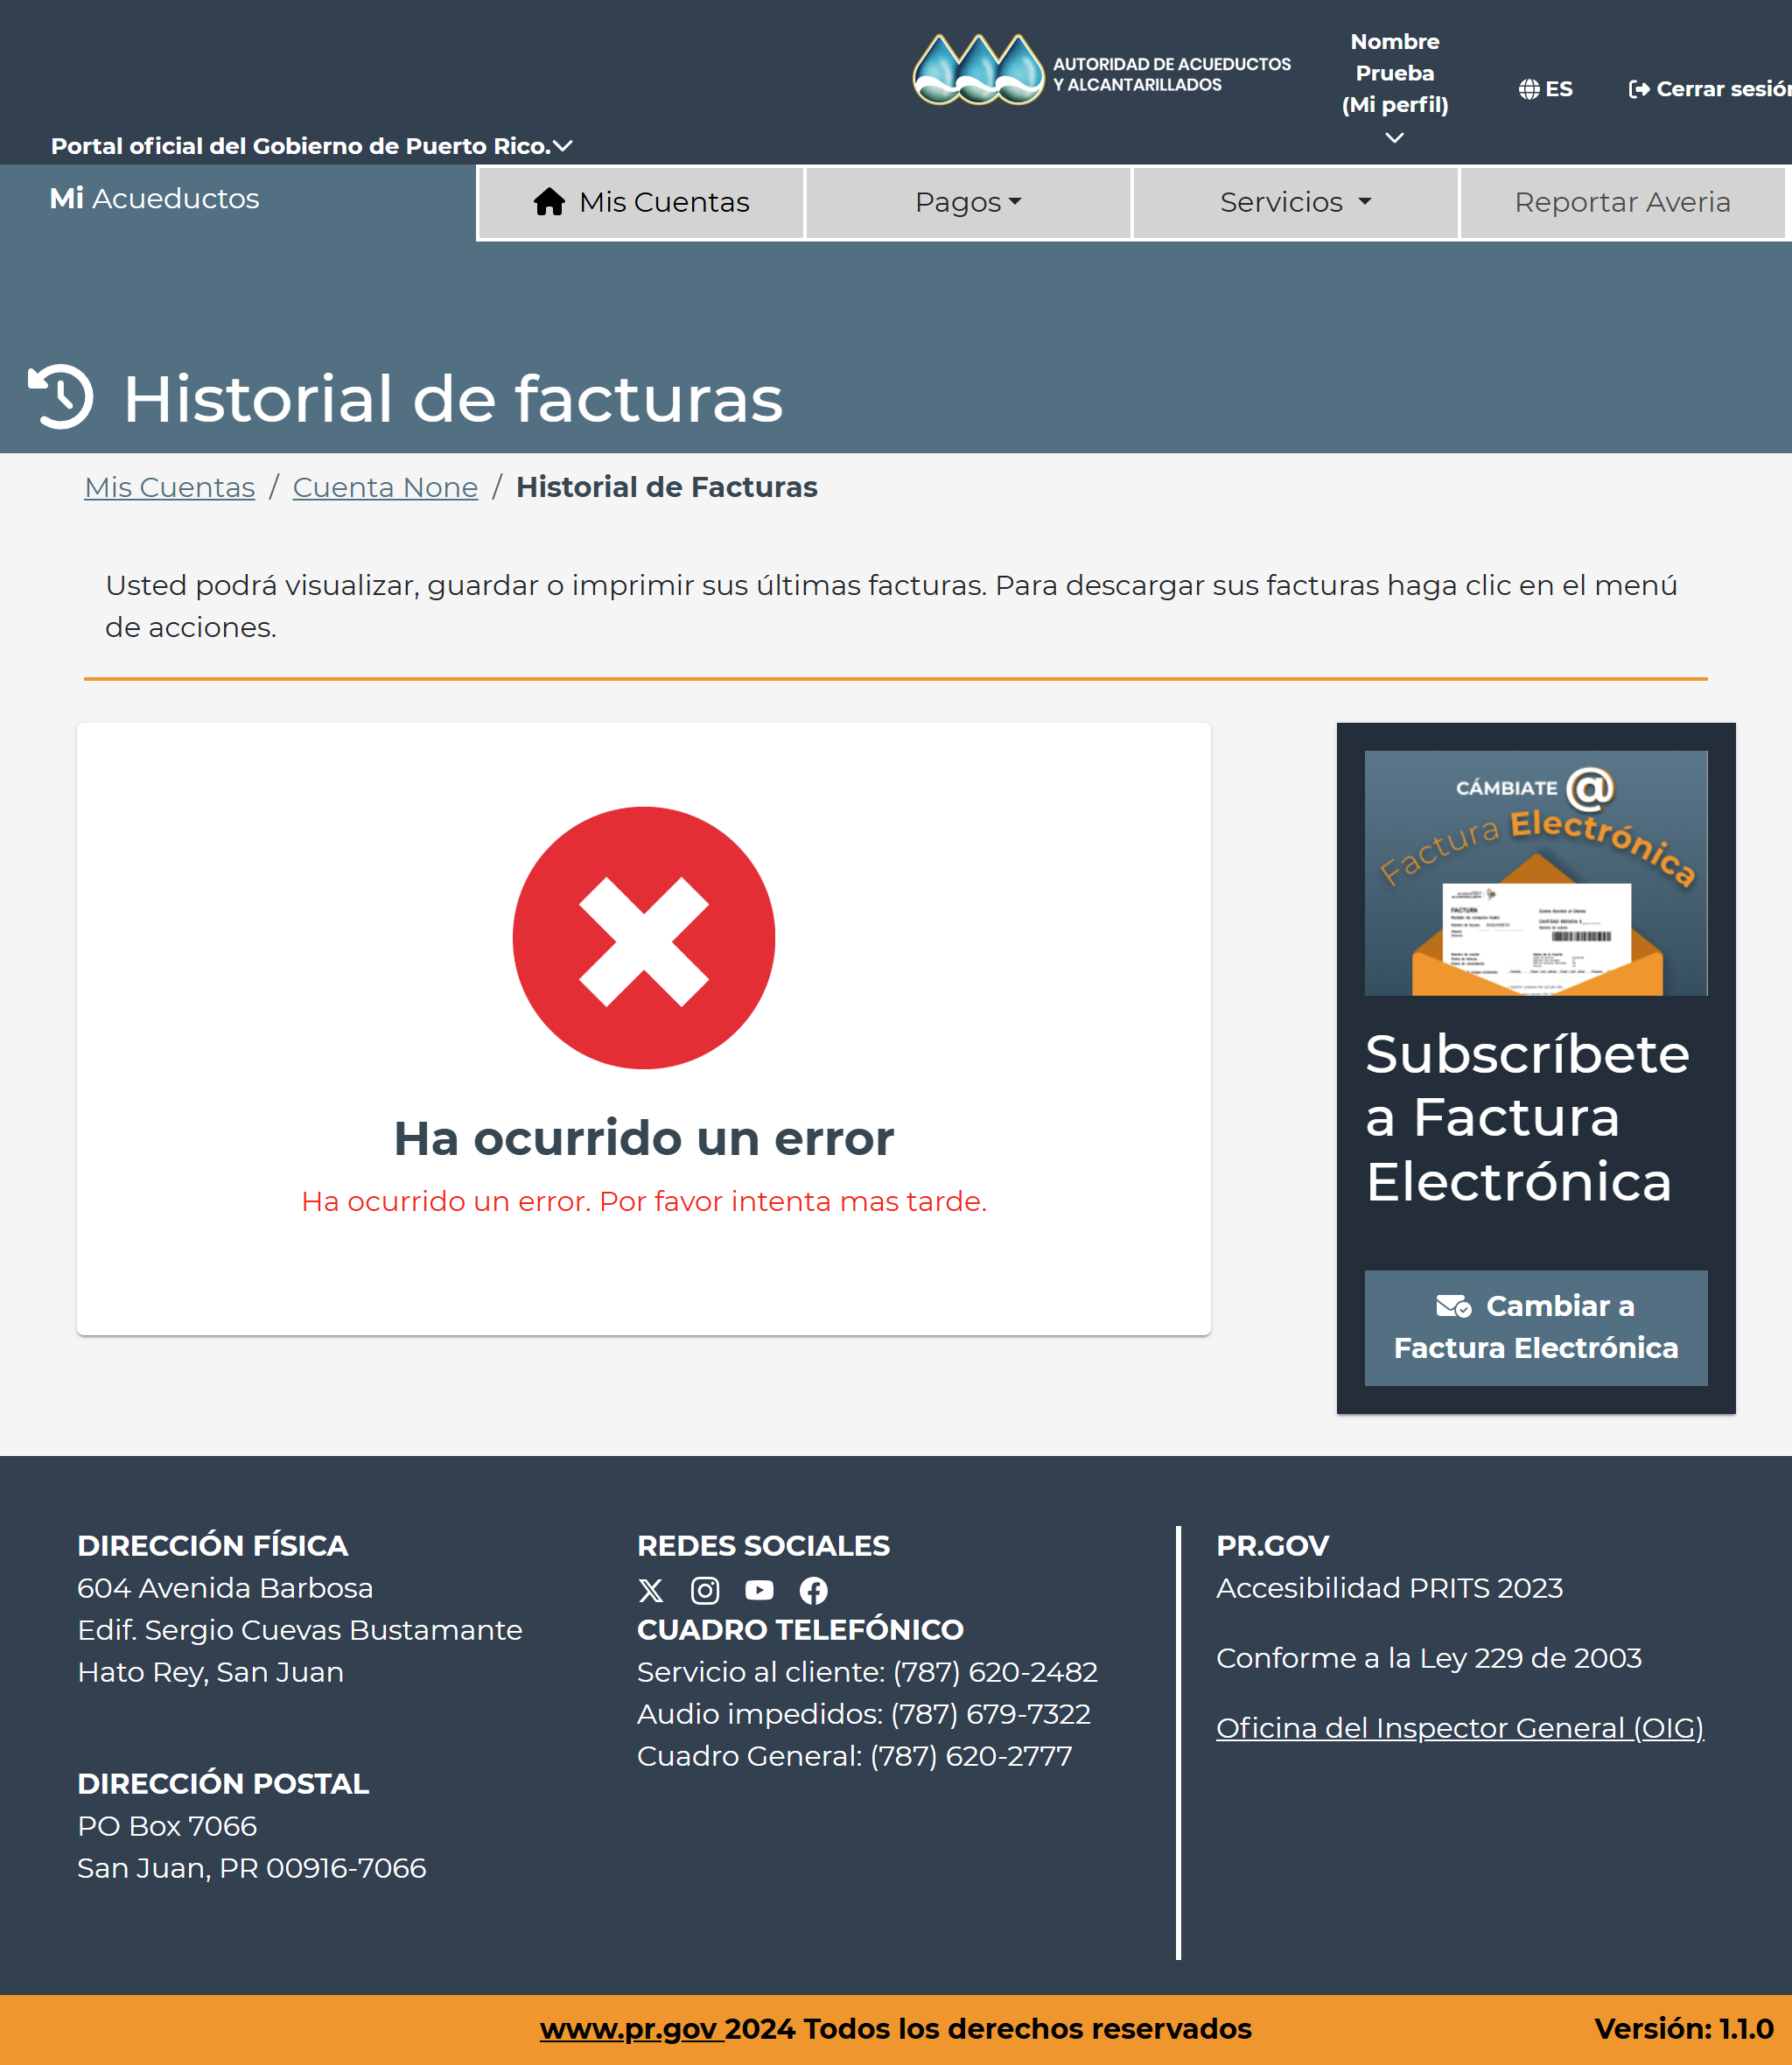 AUTORIDAD DE ACUEDUCTOS
Y ALCANTARILLADOS
Nombre
Prueba
(Mi perfil)
ES
Cerrar sesión
Portal oficial del Gobierno de Puerto Rico.
Mi Acueductos
Mis Cuentas
Pagos
Servicios
Reportar Averia
Historial de facturas
Mis Cuentas / Cuenta None / Historial de Facturas
Usted podrá visualizar, guardar o imprimir sus últimas facturas. Para descargar sus facturas haga clic en el menú
de acciones.
Ha ocurrido un error
Ha ocurrido un error. Por favor intenta mas tarde.
CÁMBIATE @
Factura Electrónica
FACTURA
Subscríbete
a Factura
Electrónica
Cambiar a
Factura Electrónica
DIRECCIÓN FÍSICA
604 Avenida Barbosa
Edif. Sergio Cuevas Bustamante
Hato Rey, San Juan
DIRECCIÓN POSTAL
PO Box 7066
San Juan, PR 00916-7066
REDES SOCIALES
CUADRO TELEFÓNICO
Servicio al cliente: (787) 620-2482
Audio impedidos: (787) 679-7322
Cuadro General: (787) 620-2777
PR.GOV
Accesibilidad PRITS 2023
Conforme a la Ley 229 de 2003
Oficina del Inspector General (OIG)
www.pr.gov 2024 Todos los derechos reservados
Versión: 1.1.0